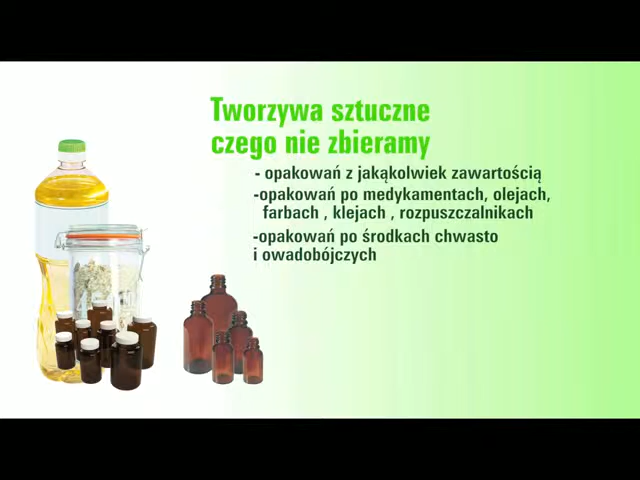 Tworzywa sztuczne
czego nie zbieramy
- opakowań z jakąkolwiek zawartością
-opakowań po medykamentach, olejach,
farbach , klejach , rozpuszczalnikach
-opakowań po środkach chwasto
i owadobójczych